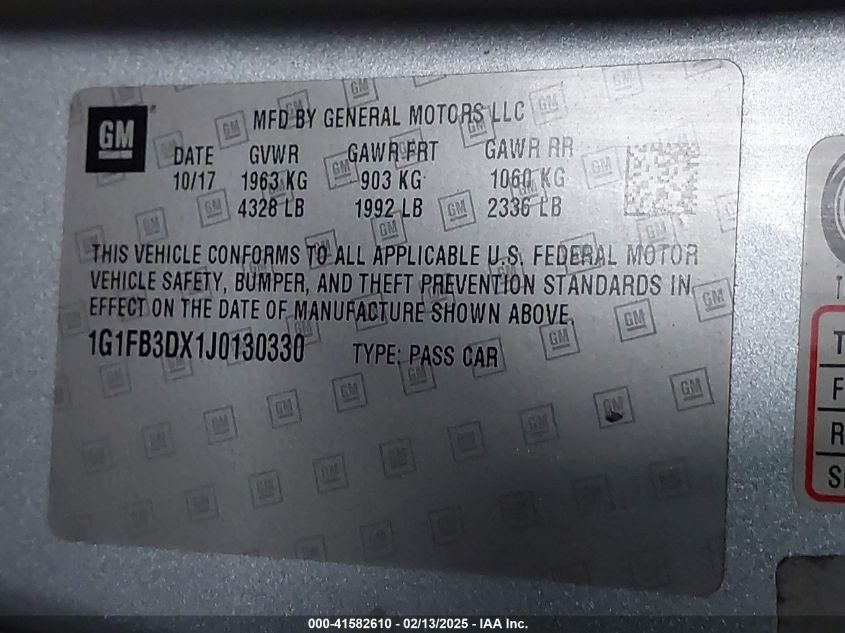 GM
MFD BY GENERAL MOTORS LLC
DATE GVWR GAWR FRT GAWR RR
10/17 1963 KG 903 KG 1060 KG
4328 LB 1992 LB 2336 LB
THIS VEHICLE CONFORMS TO ALL APPLICABLE U.S. FEDERAL MOTOR
VEHICLE SAFETY, BUMPER, AND THEFT PREVENTION STANDARDS IN
EFFECT ON THE DATE OF MANUFACTURE SHOWN ABOVE.
1G1FB3DX1J0130330 TYPE: PASS CAR
000-41582610 - 02/13/2025 - IAA Inc.